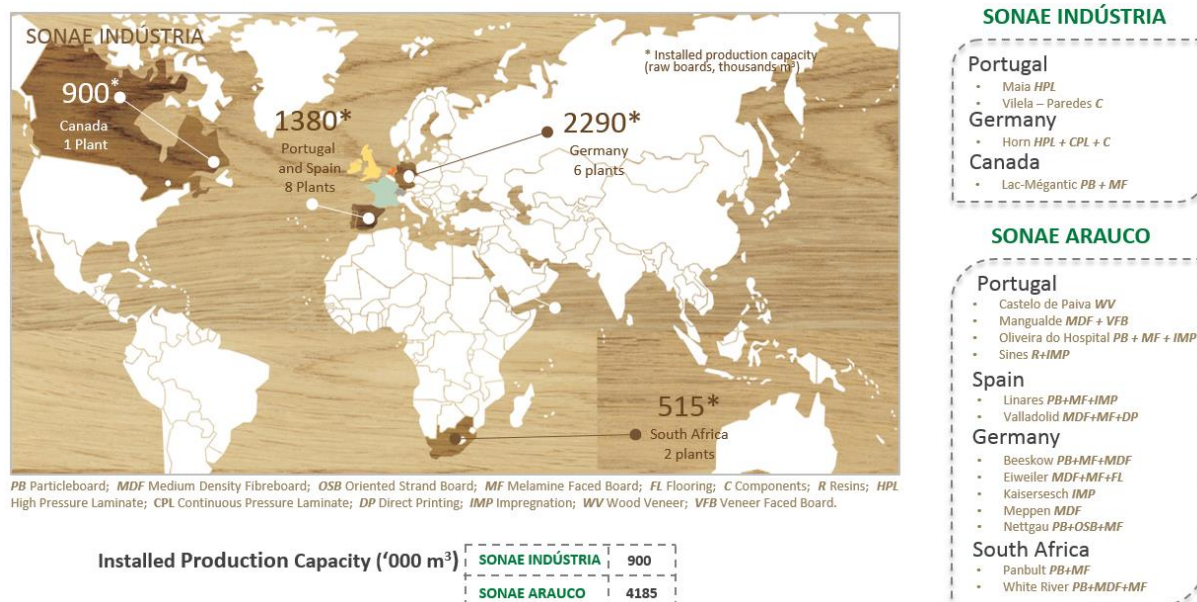 SONAE INDÚSTRIA
* Installed production capacity
(raw boards, thousands m³)
900*
Canada
1 Plant
1380*
Portugal
and Spain
8 Plants
2290*
Germany
6 plants
515*
South Africa
2 plants
PB Particleboard; MDF Medium Density Fibreboard; OSB Oriented Strand Board; MF Melamine Faced Board; FL Flooring; C Components; R Resins; HPL
High Pressure Laminate; CPL Continuous Pressure Laminate; DP Direct Printing; IMP Impregnation; WV Wood Veneer; VFB Veneer Faced Board.
Installed Production Capacity (‘000 m³)
SONAE INDÚSTRIA 900
SONAE ARAUCO 4185
SONAE INDÚSTRIA
Portugal
• Maia HPL
• Vilela – Paredes C
Germany
• Horn HPL + CPL + C
Canada
• Lac-Mégantic PB + MF
SONAE ARAUCO
Portugal
• Castelo de Paiva WV
• Mangualde MDF + VFB
• Oliveira do Hospital PB + MF + IMP
• Sines R+IMP
Spain
• Linares PB+MF+IMP
• Valladolid MDF+MF+DP
Germany
• Beeskow PB+MF+MDF
• Eiweiler MDF+MF+FL
• Kaisersesch IMP
• Meppen MDF
• Nettgau PB+OSB+MF
South Africa
• Panbult PB+MF
• White River PB+MDF+MF